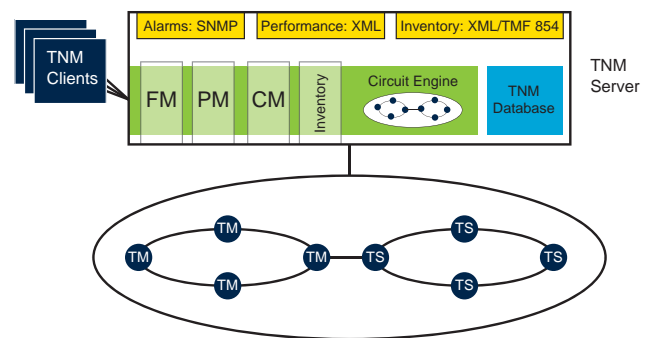 Alarms: SNMP
Performance: XML
Inventory: XML/TMF 854
TNM
Clients
FM
PM
CM
Inventory
Circuit Engine
TNM
Database
TNM
Server
TM
TM
TM
TM
TS
TS
TS
TS